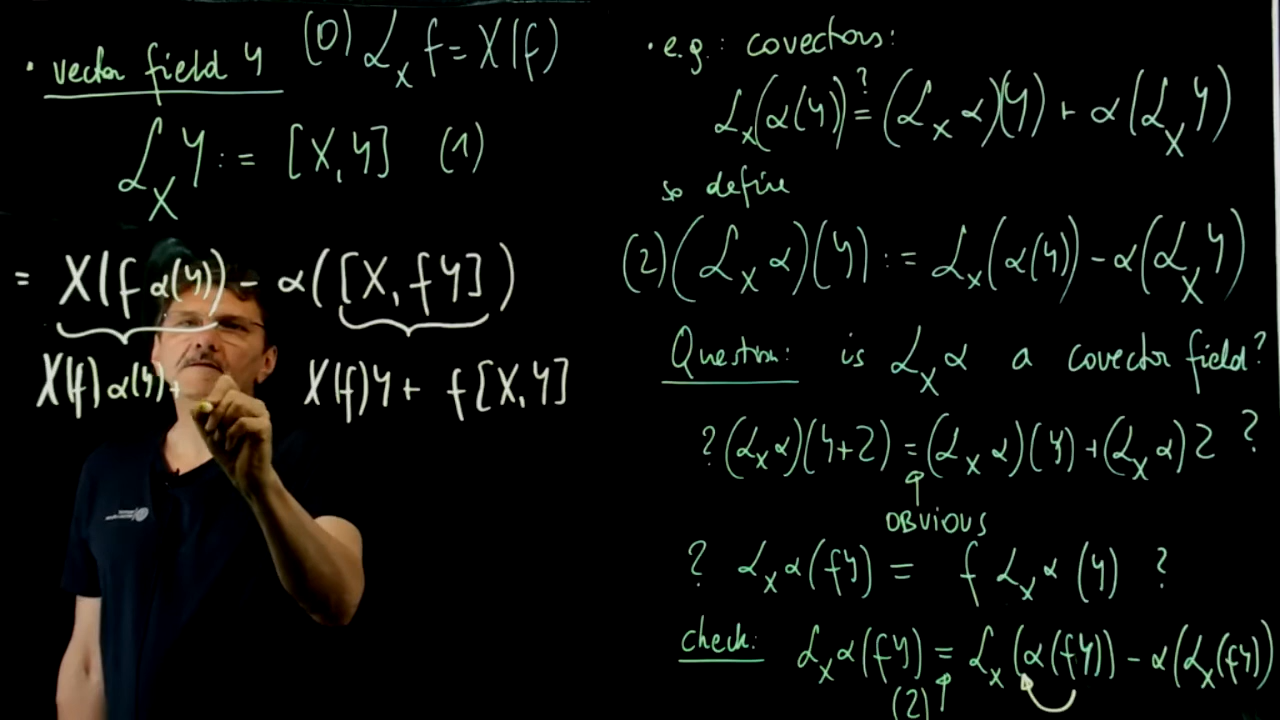 • vector field Y (0) ℒ_X f = X(f)
ℒ_X Y := [X,Y] (1)
= X(f α(Y)) - α([X, fY])
X(f) α(Y) + X(f)Y + f[X,Y]
• e.g.: covectors:
ℒ_X(α(Y)) ?= (ℒ_X α)(Y) + α(ℒ_X Y)
so define
(2) (ℒ_X α)(Y) := ℒ_X(α(Y)) - α(ℒ_X Y)
Question: is ℒ_X α a covector field?
? (ℒ_X α)(Y+Z) = (ℒ_X α)(Y) + (ℒ_X α) Z ?
OBVIOUS
? ℒ_X α(fY) = f ℒ_X α (Y) ?
check: ℒ_X α(fY) = ℒ_X(α(fY)) - α(ℒ_X(fY))
(2)